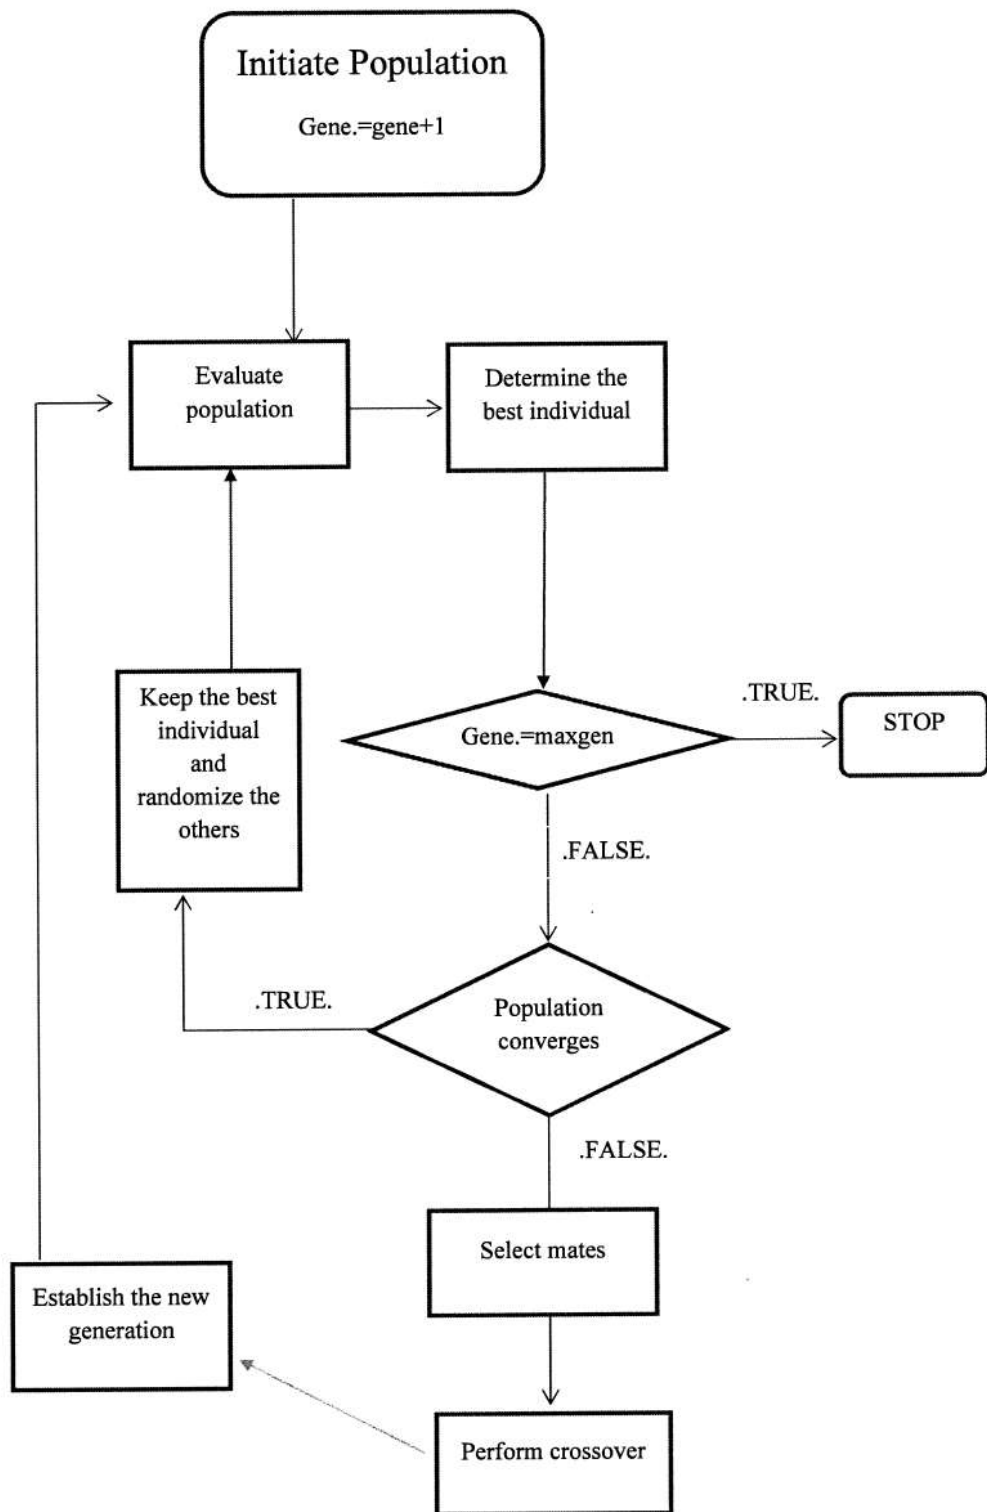 Initiate Population
Gene.=gene+1
Evaluate
population
Determine the
best individual
Keep the best
individual
and
randomize the
others
Gene.=maxgen
.TRUE.
STOP
.FALSE.
.TRUE.
Population
converges
.FALSE.
Select mates
Establish the new
generation
Perform crossover